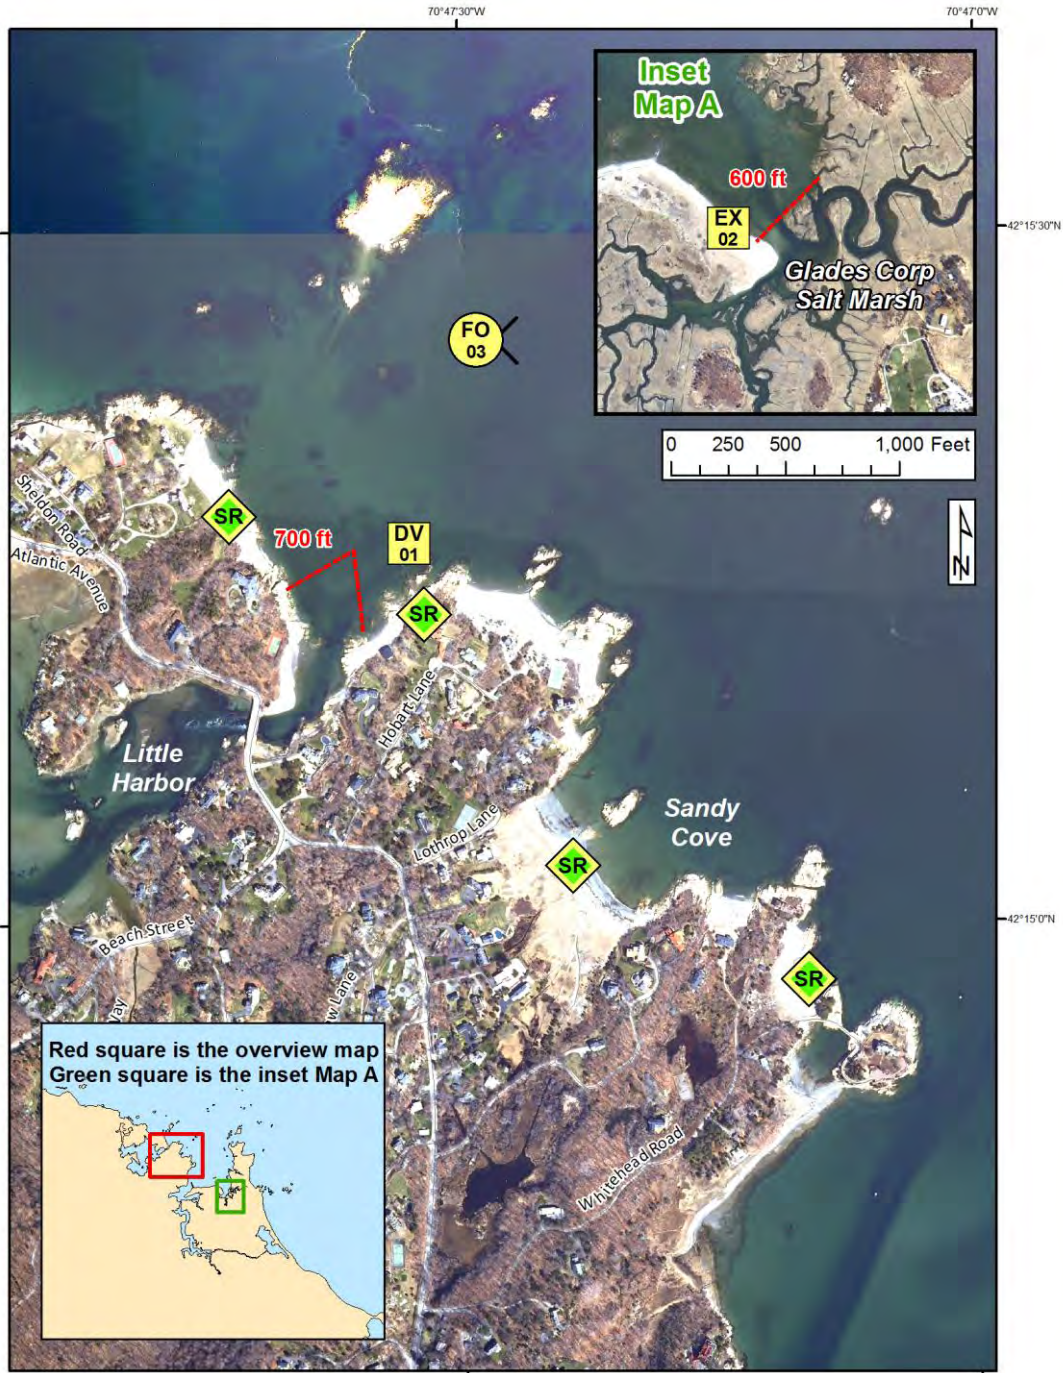 70°47'30"W
70°47'0"W
Inset
Map A
600 ft
EX
02
42°15'30"N
Glades Corp
Salt Marsh
FO
03
0 250 500 1,000 Feet
Sheldon Road
SR
700 ft
DV
01
N
Atlantic Avenue
SR
Hobart Lane
Little
Harbor
Sandy
Cove
Lothrop Lane
SR
42°15'0"N
Beach Street
SR
Red square is the overview map
Green square is the inset Map A
Whitehead Road